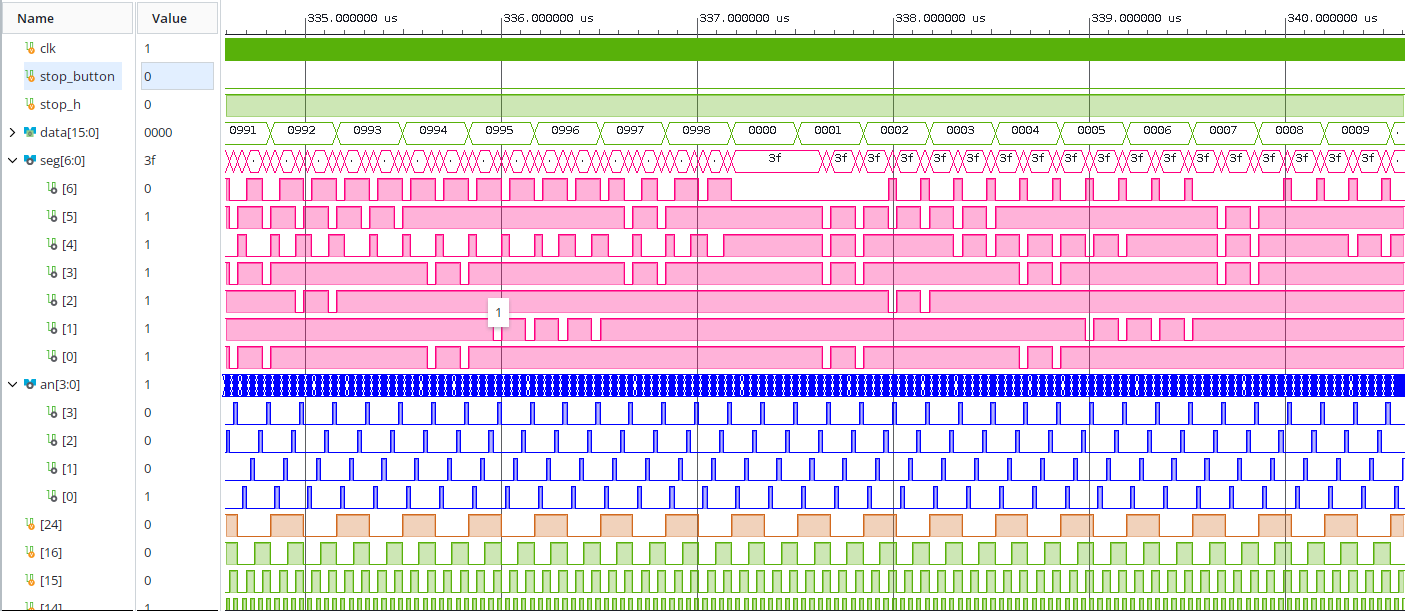 Name Value 335.000000 us 336.000000 us 337.000000 us 338.000000 us 339.000000 us 340.000000 us
clk 1
stop_button 0
stop_h 0
data[15:0] 0000 0991 0992 0993 0994 0995 0996 0997 0998 0000 0001 0002 0003 0004 0005 0006 0007 0008 0009
seg[6:0] 3f 3f 3f 3f 3f 3f 3f 3f 3f 3f 3f 3f 3f 3f 3f 3f 3f 3f 3f 3f
[6] 0
[5] 1
[4] 1
[3] 1
[2] 1
1
[1] 1
[0] 1
an[3:0] 1
[3] 0
[2] 0
[1] 0
[0] 1
[24] 0
[16] 0
[15] 0
[14] 1